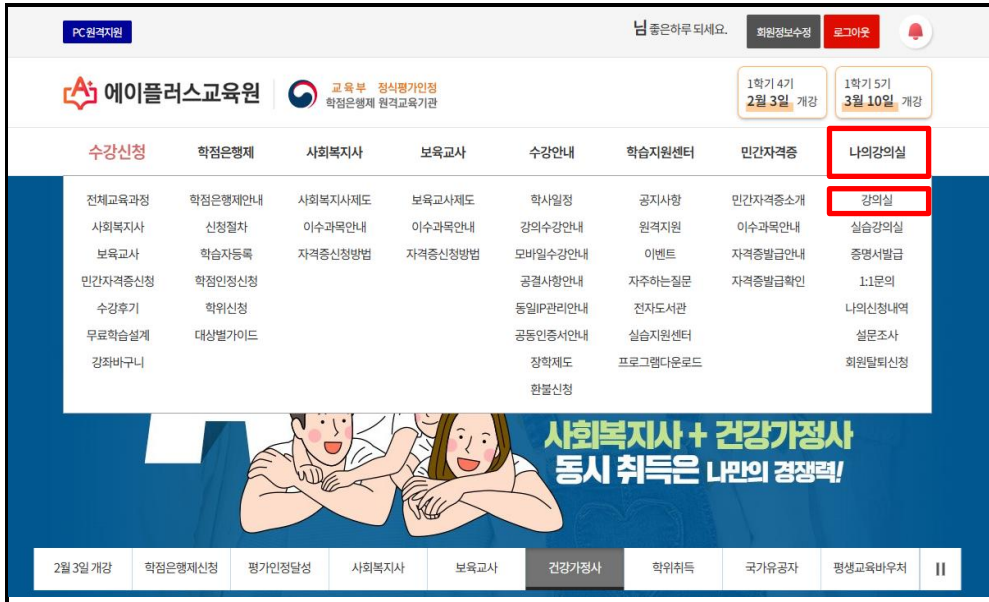 PC 원격지원
님 좋은하루 되세요.
회원정보수정
로그아웃
에이플러스교육원
교육부 정식평가인정
학점은행제 원격교육기관
1학기 4기
2월 3일 개강
1학기 5기
3월 10일 개강
수강신청 학점은행제 사회복지사 보육교사 수강안내 학습지원센터 민간자격증 나의강의실
전체교육과정 학점은행제안내 사회복지사제도 보육교사제도 학사일정 공지사항 민간자격증소개 강의실
사회복지사 신청절차 이수과목안내 이수과목안내 강의수강안내 원격지원 이수과목안내 실습강의실
보육교사 학습자등록 자격증신청방법 자격증신청방법 모바일수강안내 이벤트 자격증발급안내 증명서발급
민간자격증신청 학점인정신청 공결사항안내 자주하는질문 자격증발급확인 1:1문의
수강후기 학위신청 동일IP관리안내 전자도서관 나의신청내역
무료학습설계 대상별가이드 공동인증서안내 실습지원센터 설문조사
강좌바구니 장학제도 프로그램다운로드 회원탈퇴신청
환불신청
사회복지사 + 건강가정사
동시 취득은 나만의 경쟁력!
2월 3일 개강 학점은행제신청 평가인정달성 사회복지사 보육교사 건강가정사 학위취득 국가유공자 평생교육바우처